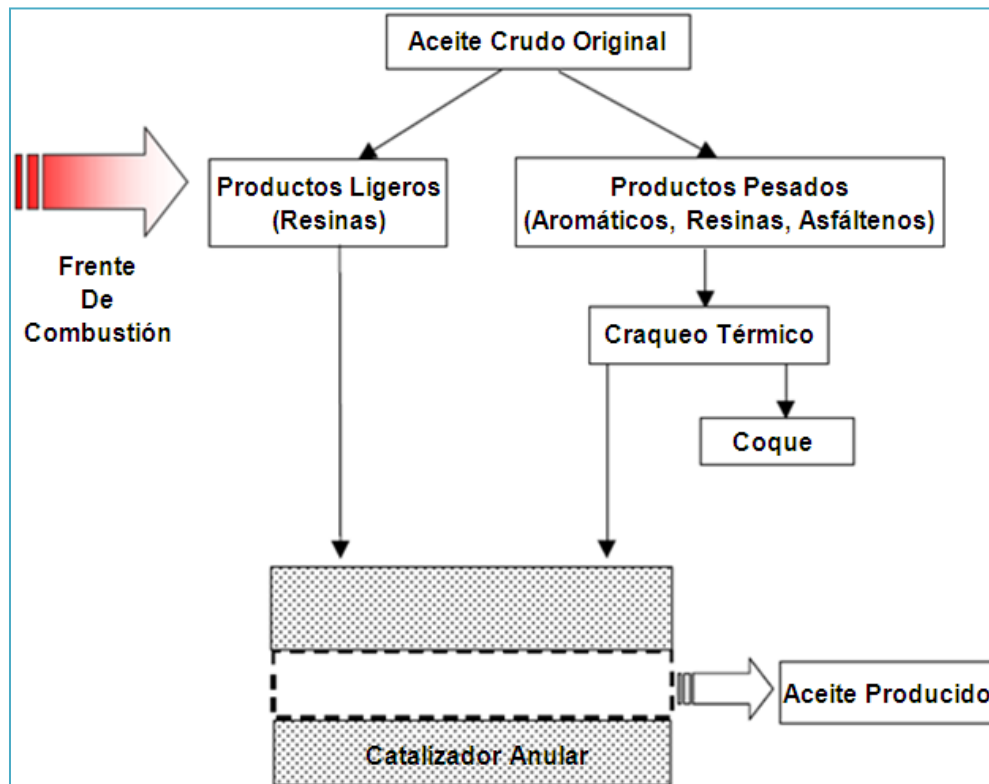 Aceite Crudo Original
Productos Ligeros
(Resinas)
Productos Pesados
(Aromáticos, Resinas, Asfáltenos)
Frente
De
Combustión
Craqueo Térmico
Coque
Aceite Producido
Catalizador Anular